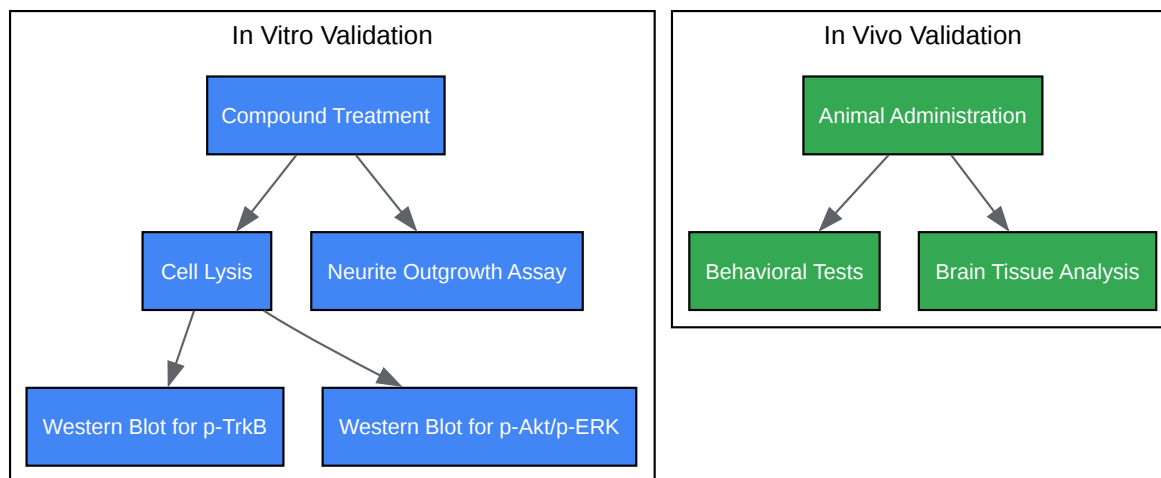 In Vitro Validation
Compound Treatment
Cell Lysis
Neurite Outgrowth Assay
Western Blot for p-TrkB
Western Blot for p-Akt/p-ERK
In Vivo Validation
Animal Administration
Behavioral Tests
Brain Tissue Analysis